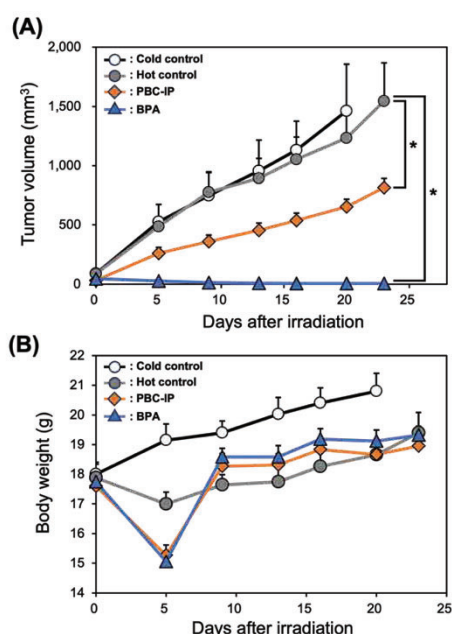 (A)
: Cold control
: Hot control
: PBC-IP
: BPA
Tumor volume (mm³)
2,000
1,500
1,000
500
0
0 5 10 15 20 25
*
*
Days after irradiation
(B)
: Cold control
: Hot control
: PBC-IP
: BPA
Body weight (g)
22
21
20
19
18
17
16
15
14
0 5 10 15 20 25
Days after irradiation